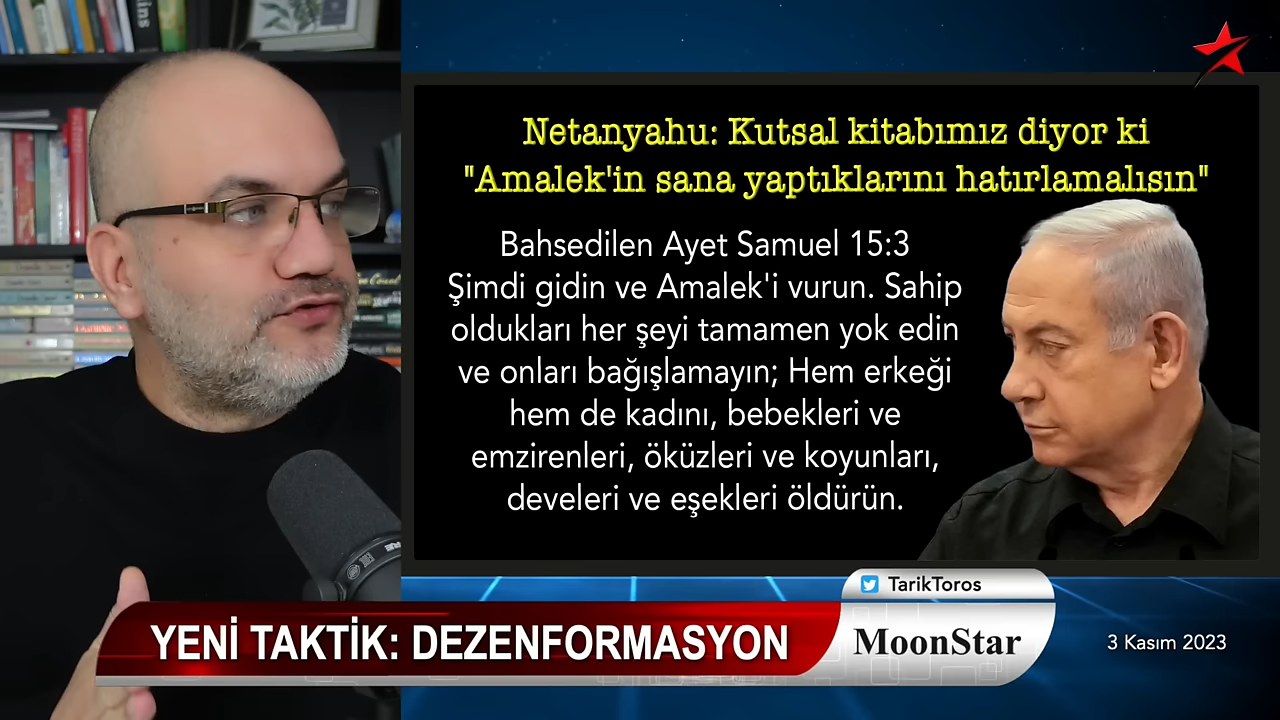 Netanyahu: Kutsal kitabımız diyor ki
"Amalek'in sana yaptıklarını hatırlamalısın"
Bahsedilen Ayet Samuel 15:3
Şimdi gidin ve Amalek'i vurun. Sahip
oldukları her şeyi tamamen yok edin
ve onları bağışlamayın; Hem erkeği
hem de kadını, bebekleri ve
emzirenleri, öküzleri ve koyunları,
develeri ve eşekleri öldürün.
TarikToros
YENİ TAKTİK: DEZENFORMASYON
MoonStar
3 Kasım 2023